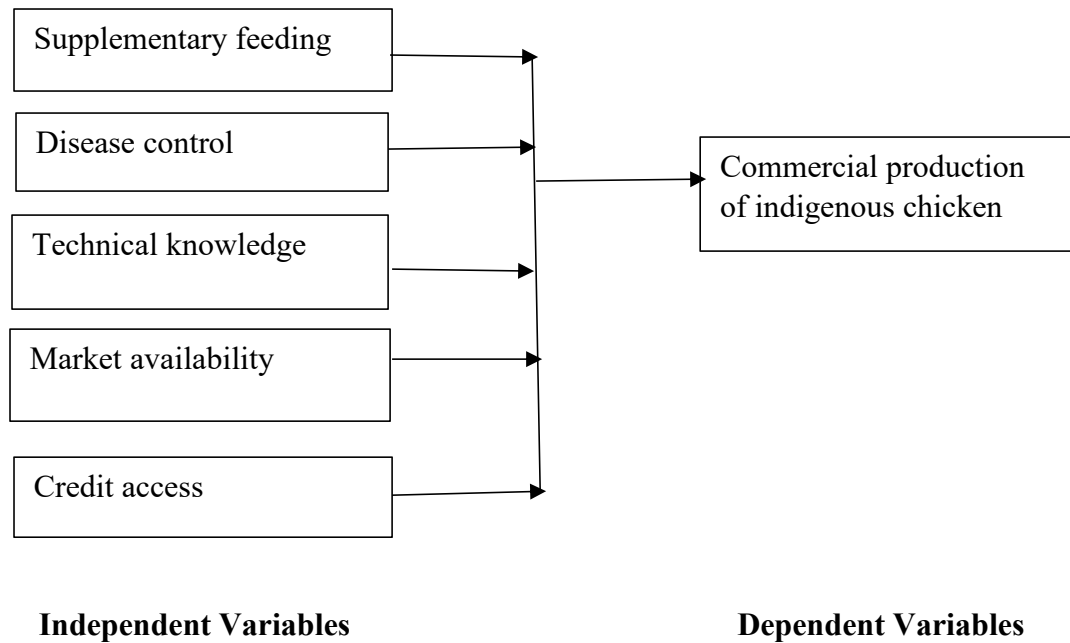 Supplementary feeding
Disease control
Technical knowledge
Market availability
Credit access
Commercial production
of indigenous chicken
Independent Variables
Dependent Variables